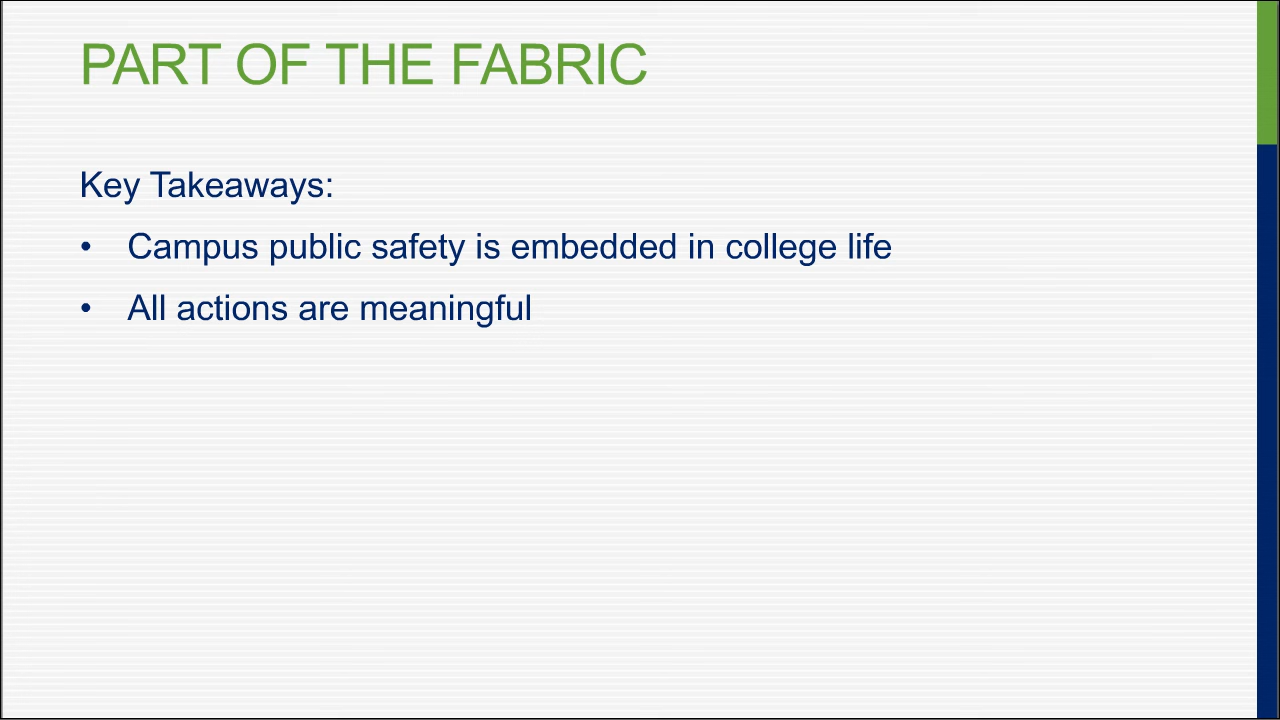 PART OF THE FABRIC
Key Takeaways:
• Campus public safety is embedded in college life
• All actions are meaningful